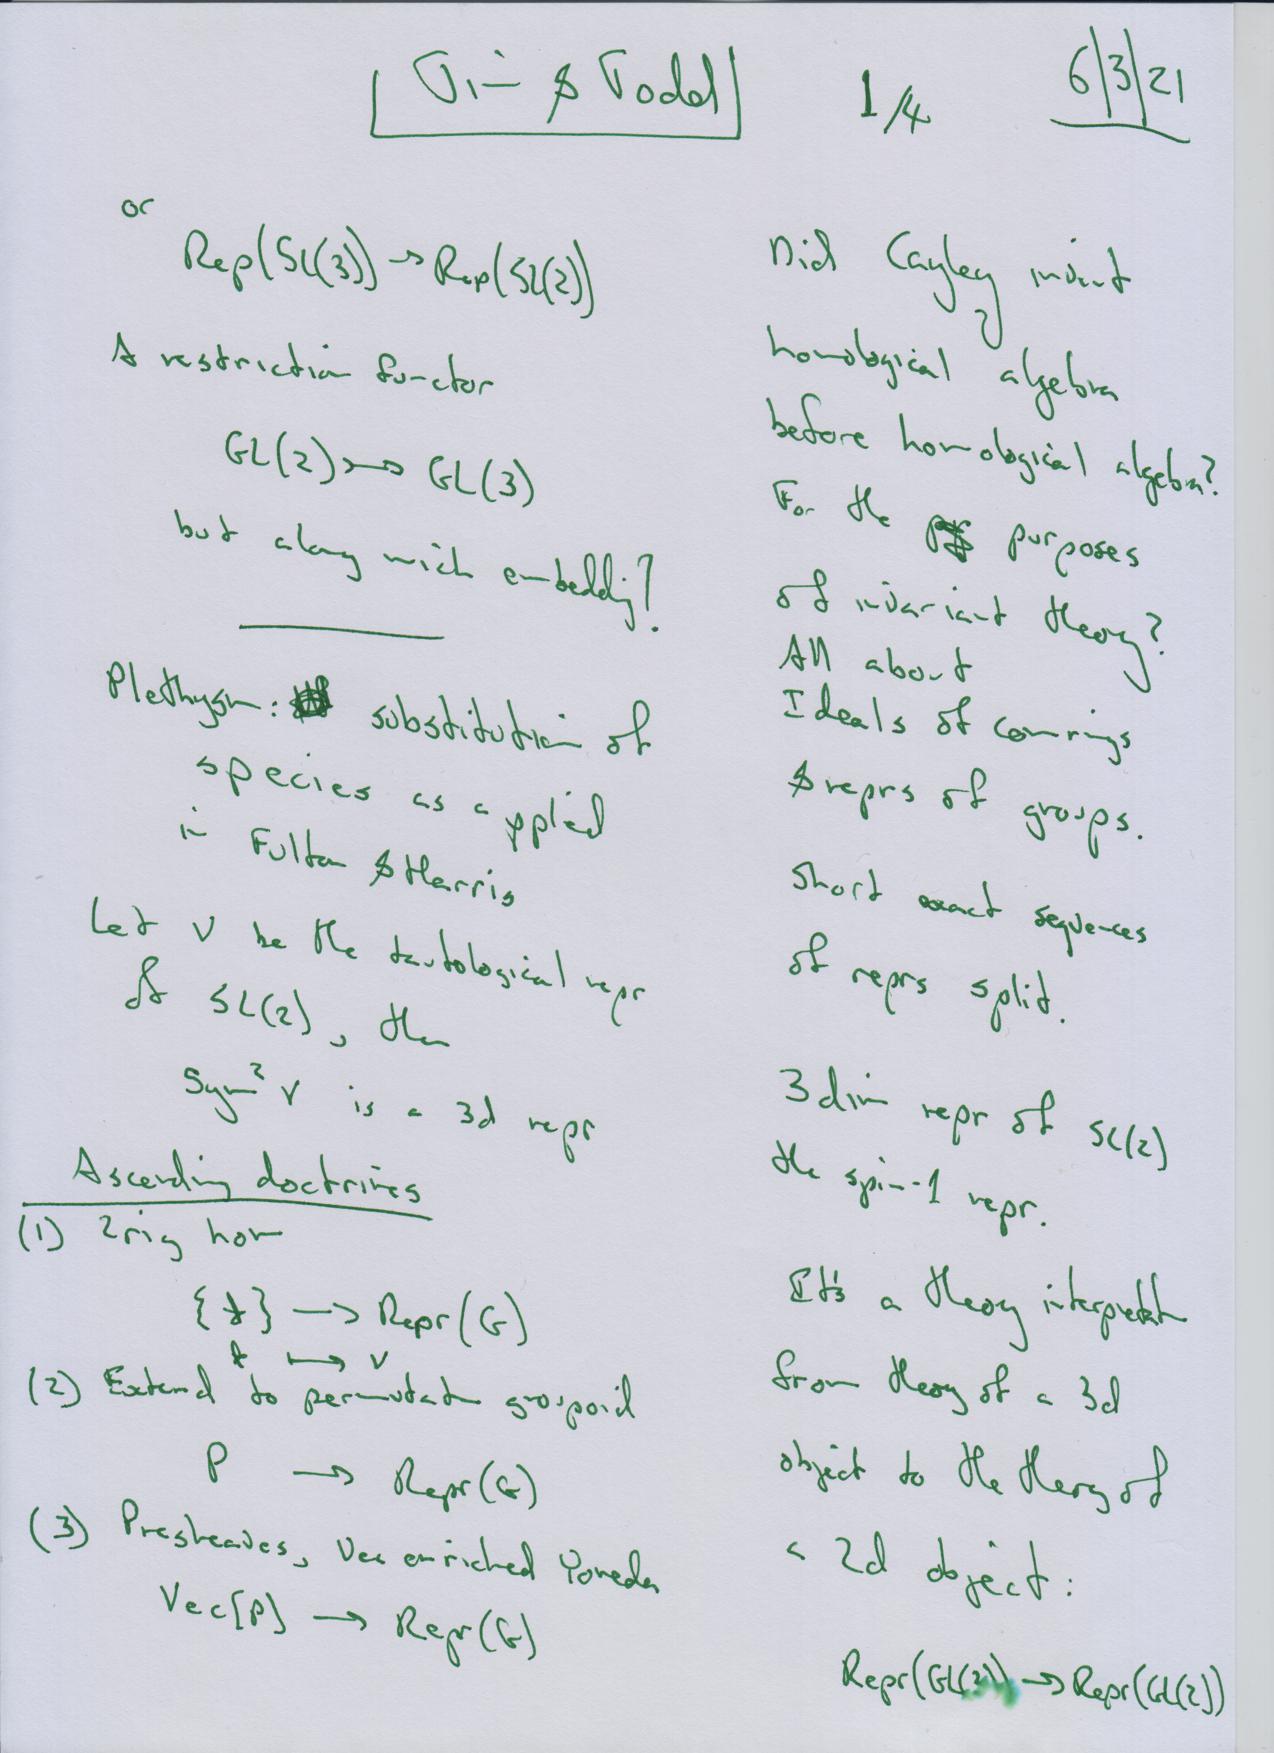 Jim & Todd
1/4
6/3/21
or
Rep(SL(3)) → Rep(SL(2))
A restriction functor
GL(2) >→ GL(3)
but along which embedding?
Plethysm: substitution of
species as applied
in Fulton & Harris
Let V be the tautological repr
of SL(2), then
Sym² V is a 3d repr
Ascending doctrines
(1) 2rig hom
{x} → Repr(G)
x ↦ V
(2) Extend to permutatn groupoid
P → Repr(G)
(3) Presheaves, Vec enriched Yoneda
Vec[P] → Repr(G)
Did Cayley invent
homological algebra
before homological algebra?
For the purposes
of invariant theory?
All about
Ideals of comrings
& reprs of groups.
Short exact sequences
of reprs split.
3 dim repr of SL(2)
the spin-1 repr.
It's a theory interpretatn
from theory of a 3d
object to the theory of
a 2d object:
Repr(GL(3)) → Repr(GL(2))